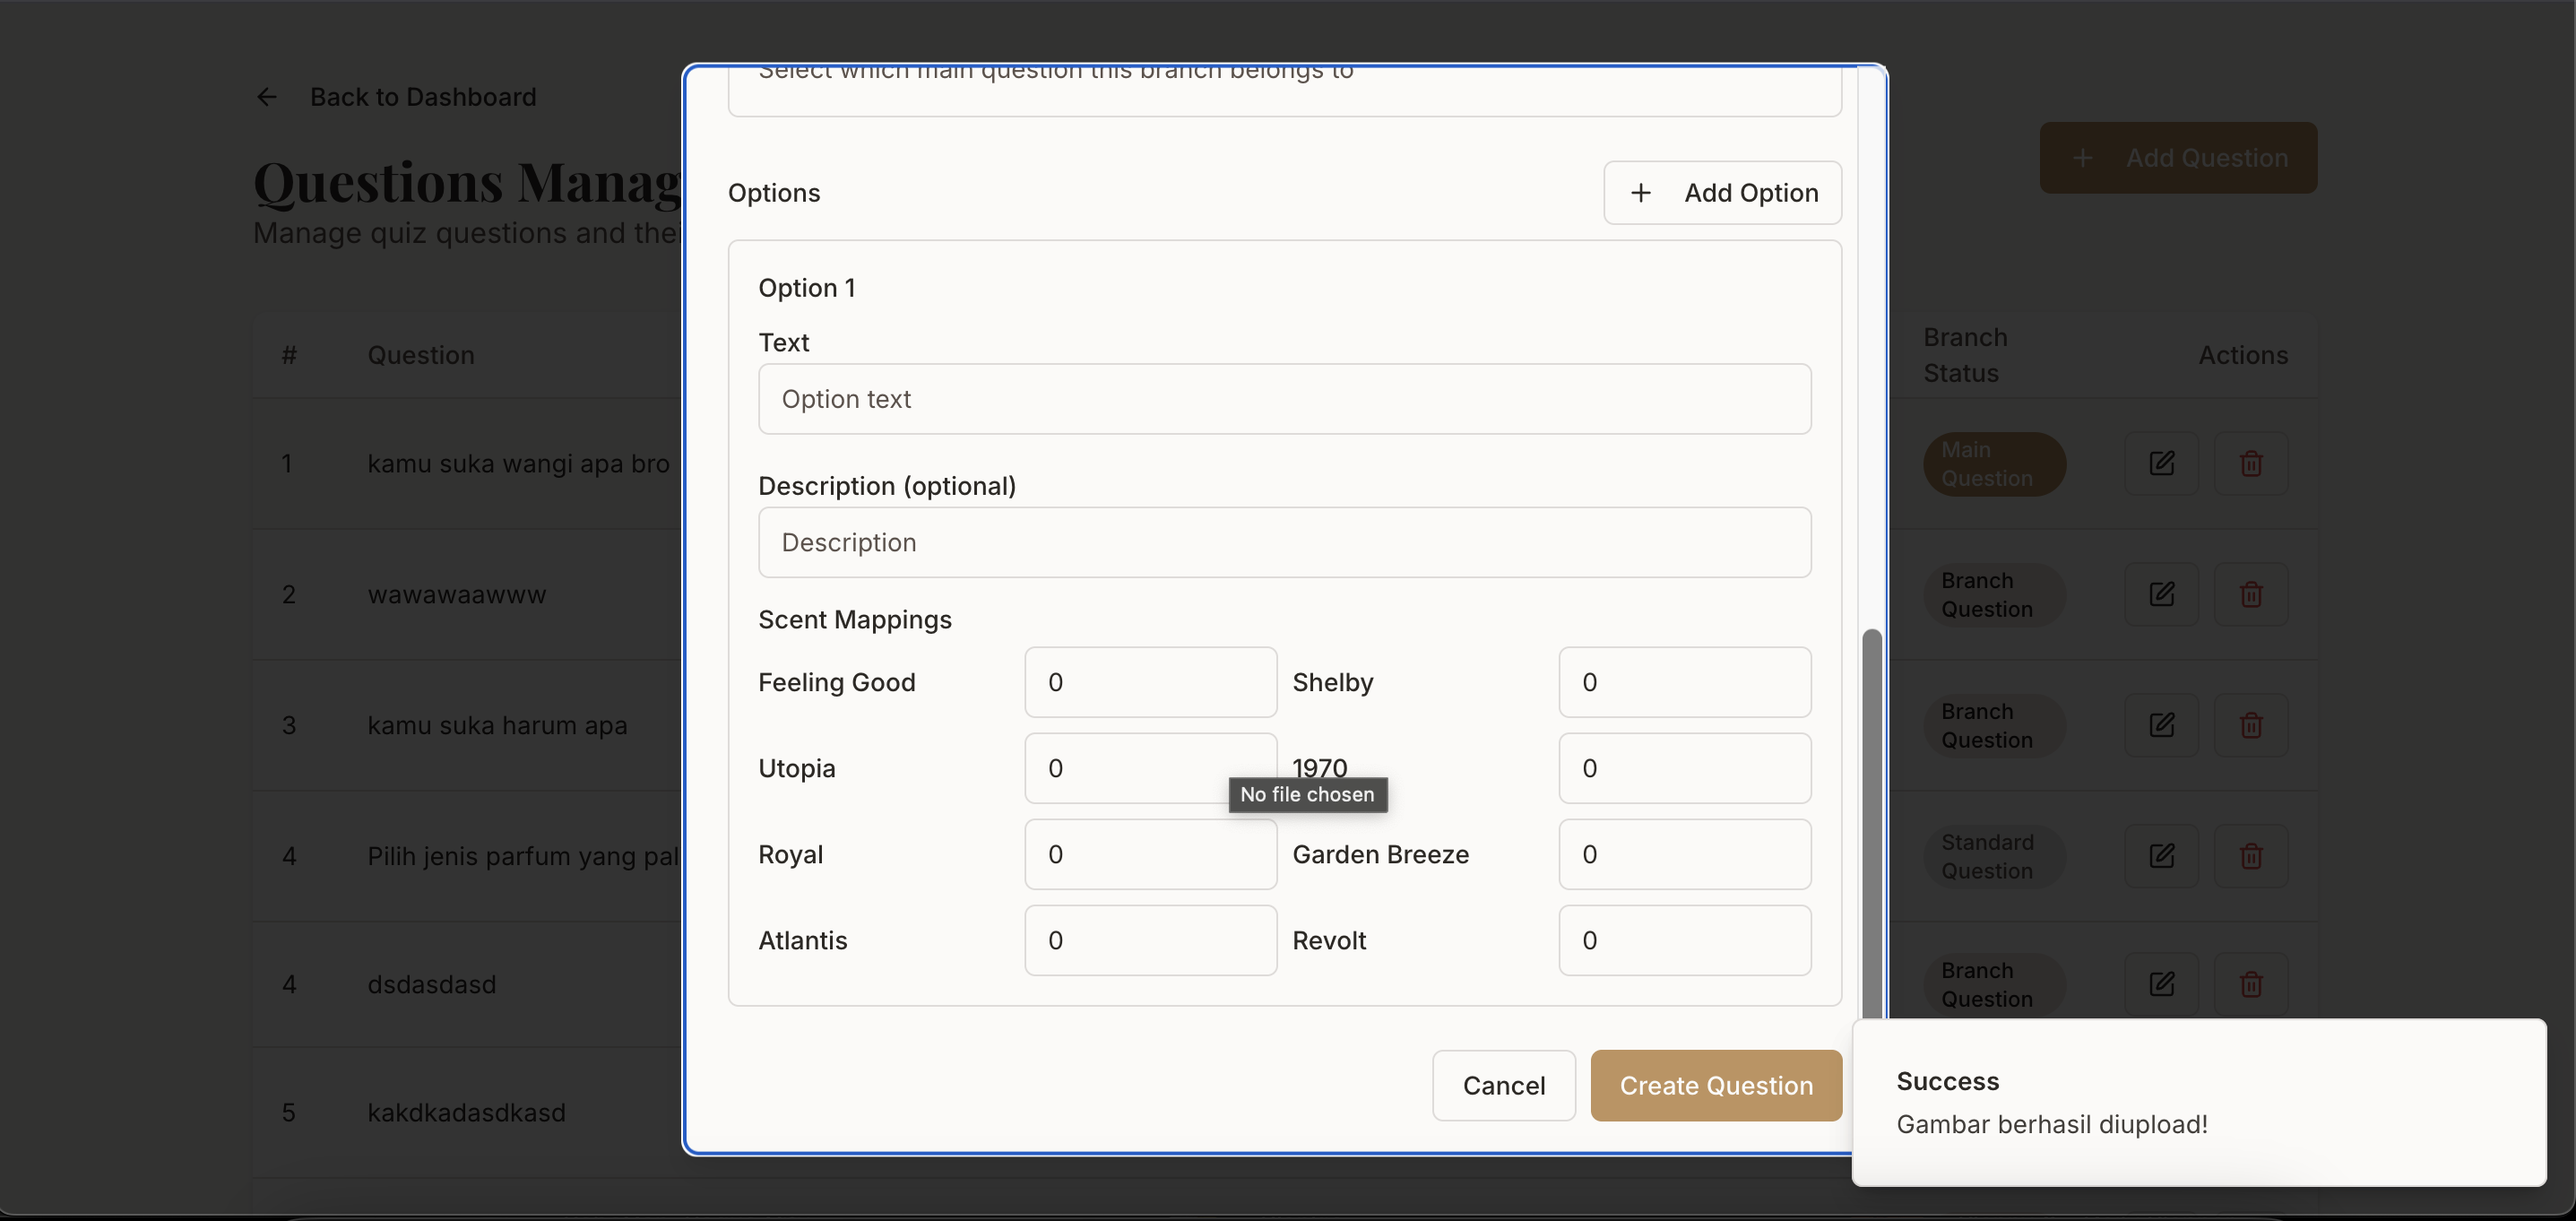 Back to Dashboard
Questions Manag
Manage quiz questions and thei
Add Question
# Question Branch Status Actions
1 kamu suka wangi apa bro Main Question
2 wawawaawww Branch Question
3 kamu suka harum apa Branch Question
4 Pilih jenis parfum yang pal Standard Question
4 dsdasdasd Branch Question
5 kakdkadasdkasd
Select which main question this branch belongs to
Options
Add Option
Option 1
Text
Option text
Description (optional)
Description
Scent Mappings
Feeling Good 0 Shelby 0
Utopia 0 1970 0
No file chosen
Royal 0 Garden Breeze 0
Atlantis 0 Revolt 0
Cancel Create Question
Success
Gambar berhasil diupload!